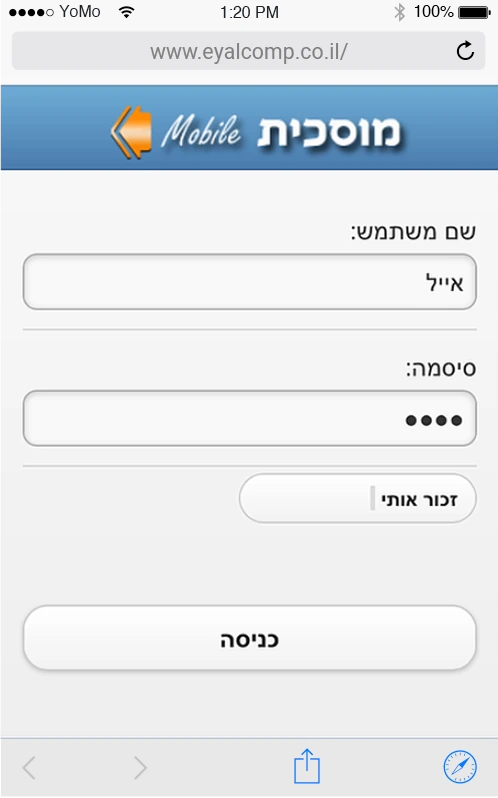 YoMo 1:20 PM 100%
www.eyalcomp.co.il/
מוסכית Mobile
שם משתמש:
אייל
סיסמה:
••••
זכור אותי
כניסה